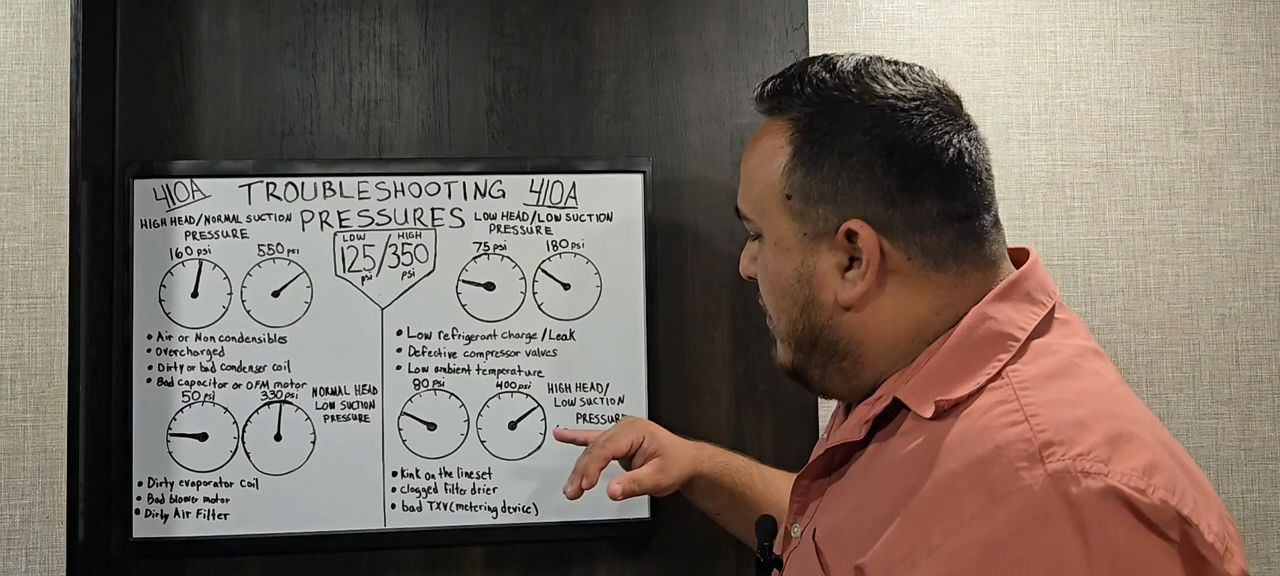 410A TROUBLESHOOTING 410A
PRESSURES
HIGH HEAD/NORMAL SUCTION
PRESSURE
160 psi 550 psi
• Air or Non condensibles
• Overcharged
• Dirty or bad condenser coil
• Bad capacitor or OFM motor
LOW HIGH
125/350
psi psi
LOW HEAD/LOW SUCTION
PRESSURE
75 psi 180 psi
• Low refrigerant charge/Leak
• Defective compressor valves
• Low ambient temperature
50 psi 330 psi
NORMAL HEAD
LOW SUCTION
PRESSURE
• Dirty evaporator coil
• Bad blower motor
• Dirty Air Filter
80 psi 400 psi
HIGH HEAD/
LOW SUCTION
PRESSURE
• Kink on the lineset
• clogged filter drier
• bad TXV (metering device)